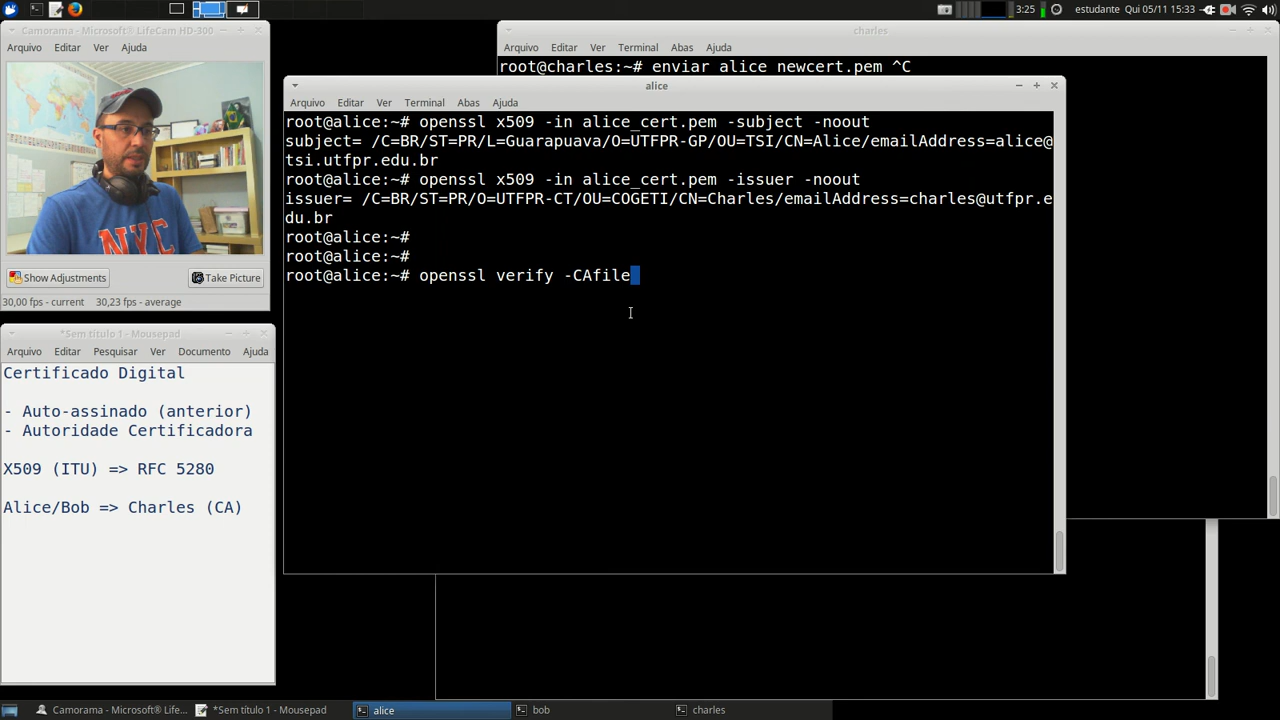 3:25
estudante Qui 05/11 15:33
Camorama - Microsoft® LifeCam HD-300
Arquivo Editar Ver Ajuda
Show Adjustments
Take Picture
30,00 fps - current 30,23 fps - average
charles
Arquivo Editar Ver Terminal Abas Ajuda
root@charles:~# enviar alice newcert.pem ^C
alice
Arquivo Editar Ver Terminal Abas Ajuda
root@alice:~# openssl x509 -in alice_cert.pem -subject -noout
subject= /C=BR/ST=PR/L=Guarapuava/O=UTFPR-GP/OU=TSI/CN=Alice/emailAddress=alice@
tsi.utfpr.edu.br
root@alice:~# openssl x509 -in alice_cert.pem -issuer -noout
issuer= /C=BR/ST=PR/O=UTFPR-CT/OU=COGETI/CN=Charles/emailAddress=charles@utfpr.e
du.br
root@alice:~#
root@alice:~#
root@alice:~# openssl verify -CAfile
*Sem título 1 - Mousepad
Arquivo Editar Pesquisar Ver Documento Ajuda
Certificado Digital
- Auto-assinado (anterior)
- Autoridade Certificadora
X509 (ITU) => RFC 5280
Alice/Bob => Charles (CA)
Camorama - Microsoft® Life...
*Sem título 1 - Mousepad
alice
bob
charles